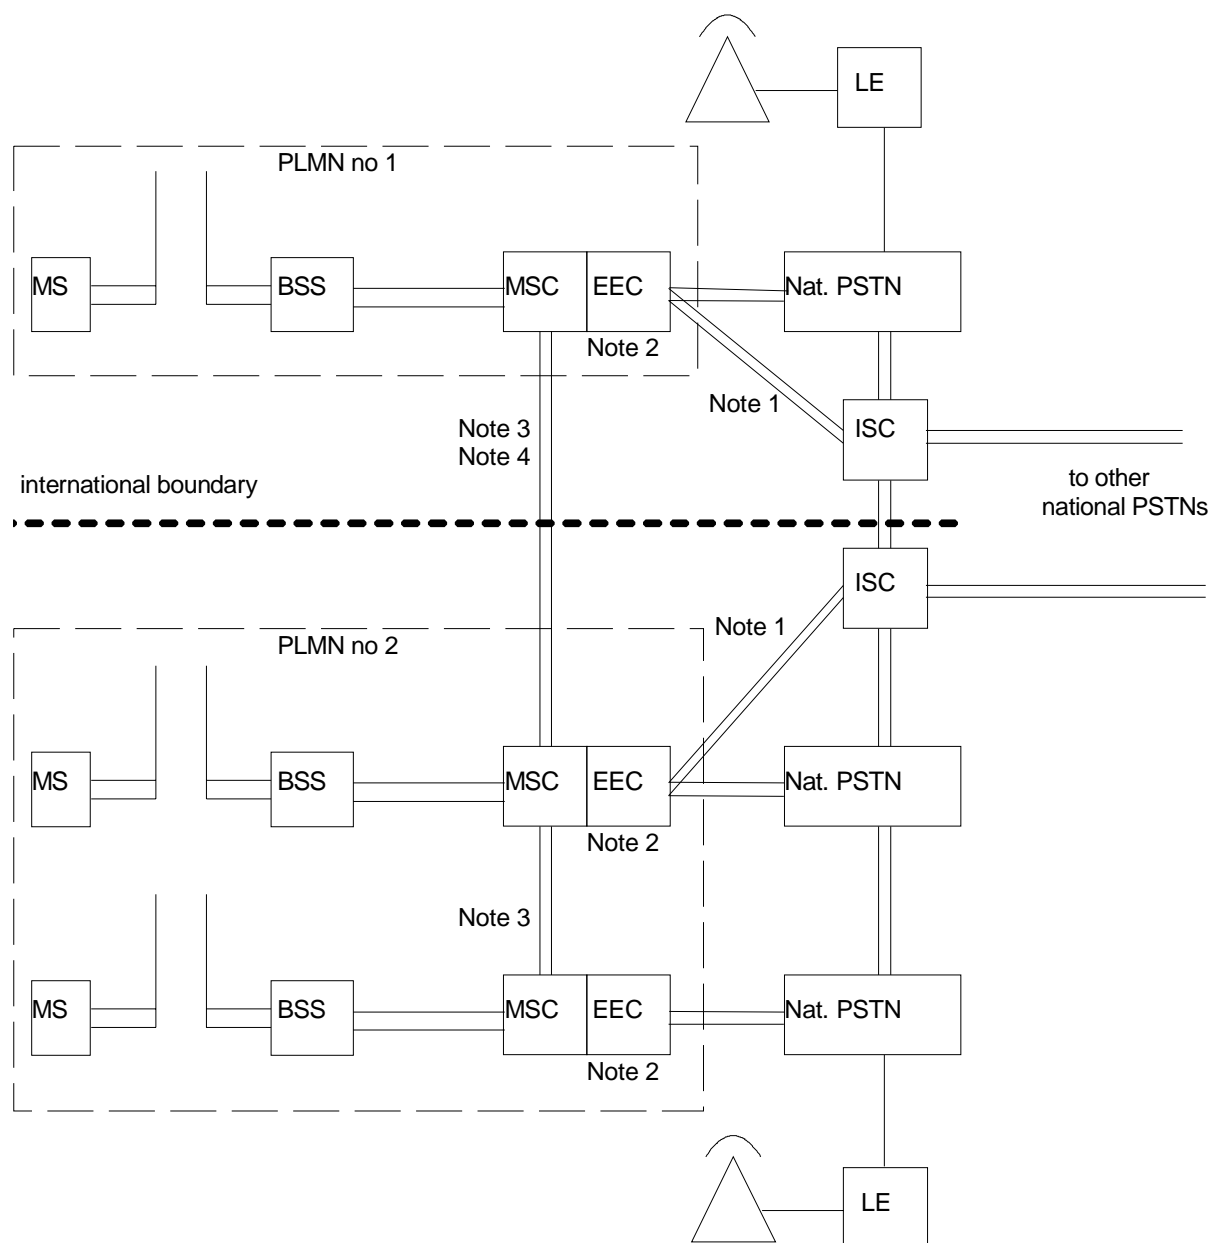 LE
PLMN no 1
MS
BSS
MSC
EEC
Nat. PSTN
Note 2
Note 1
ISC
Note 3
Note 4
to other
national PSTNs
international boundary
ISC
Note 1
PLMN no 2
MS
BSS
MSC
EEC
Nat. PSTN
Note 2
Note 3
MS
BSS
MSC
EEC
Nat. PSTN
Note 2
LE